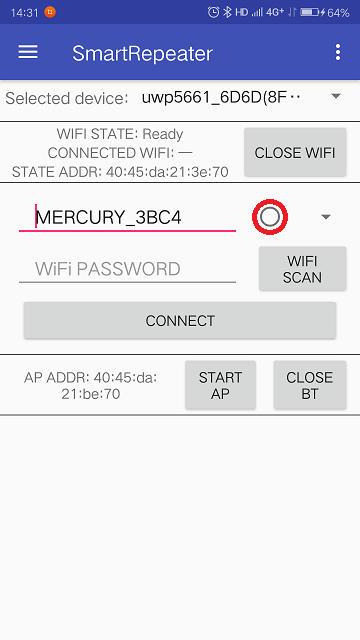 14:31
HD 4G+ 64%
SmartRepeater
Selected device: uwp5661_6D6D(8F··
WIFI STATE: Ready
CONNECTED WIFI: —
STATE ADDR: 40:45:da:21:3e:70
CLOSE WIFI
MERCURY_3BC4
WiFi PASSWORD
WIFI
SCAN
CONNECT
AP ADDR: 40:45:da:
21:be:70
START
AP
CLOSE
BT